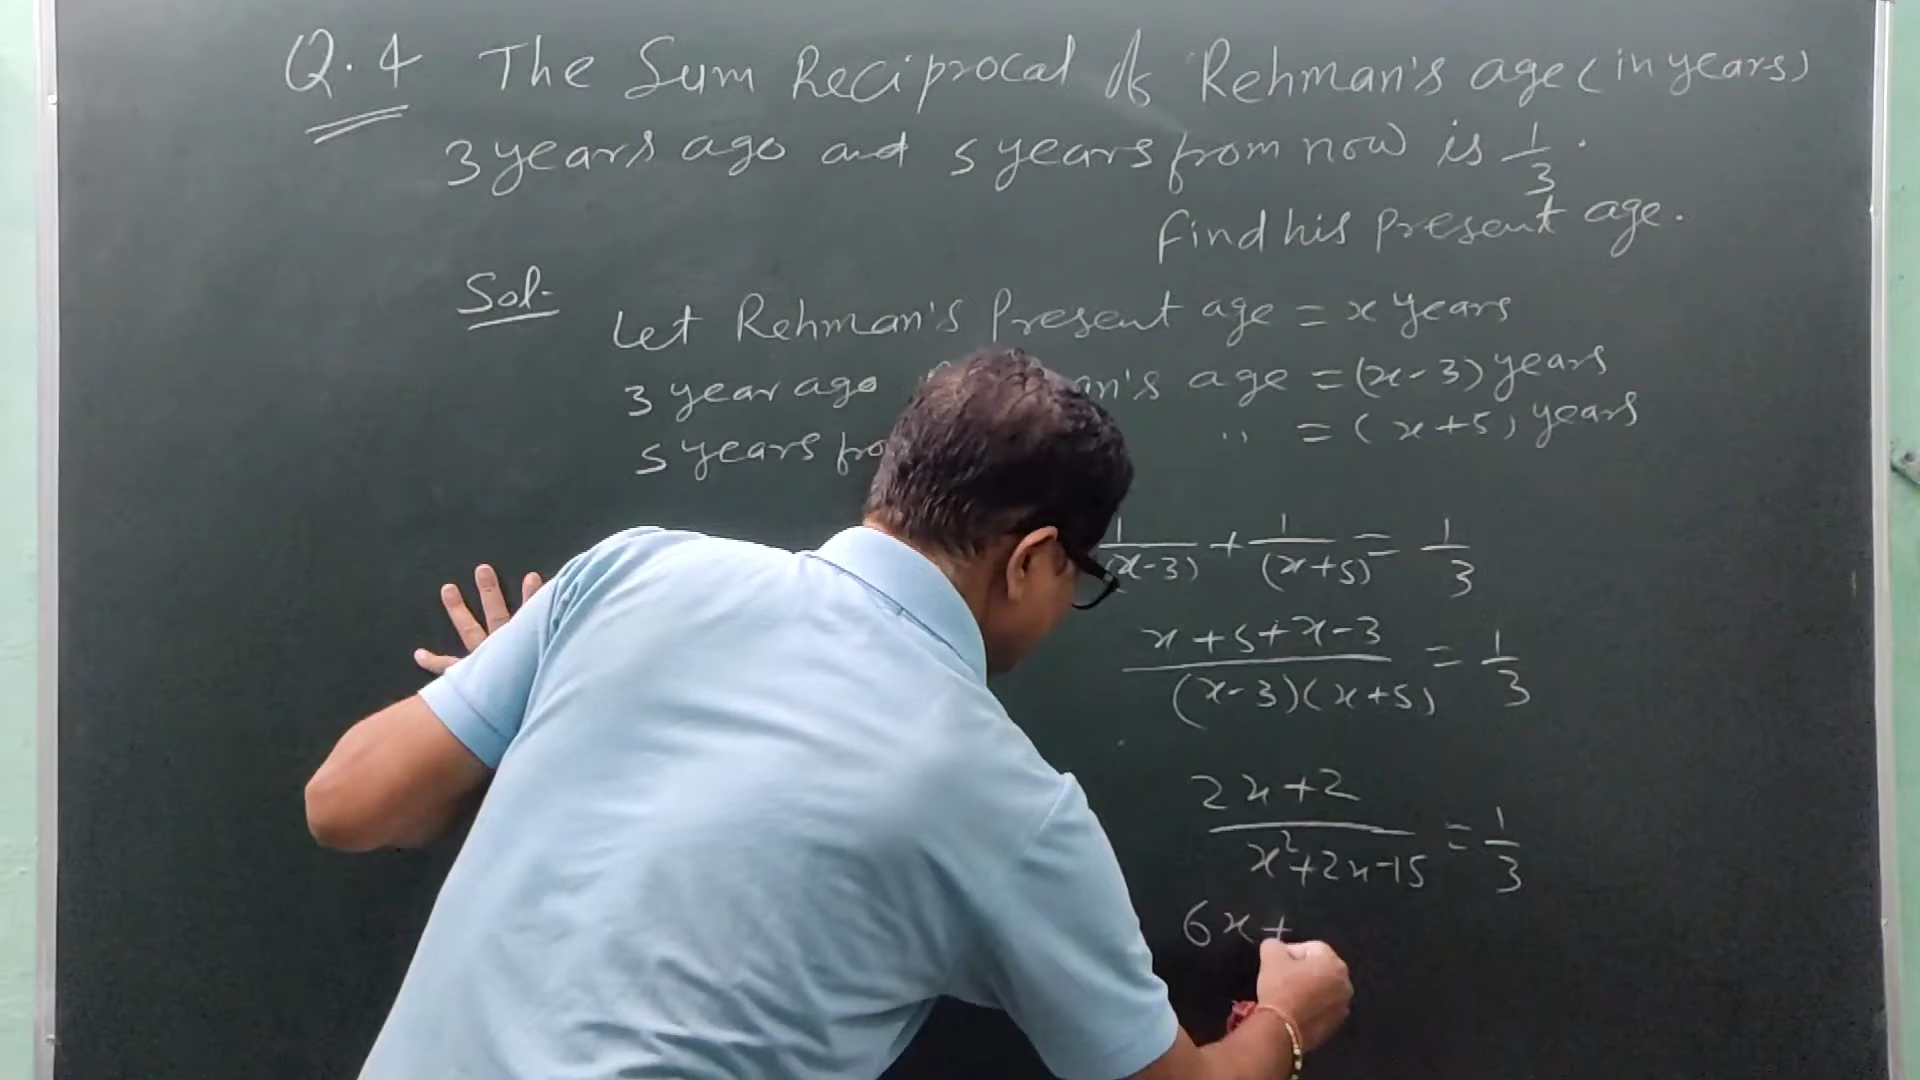 Q.4 The Sum Reciprocal of Rehman's age (in years)
3 years ago and 5 years from now is 1/3.
find his present age.
Sol-
Let Rehman's Present age = x years
3 year ago an's age = (x-3) years
5 years fro " = (x+5) years
1/(x-3) + 1/(x+5) = 1/3
x+5+x-3/(x-3)(x+5) = 1/3
2x+2/x²+2x-15 = 1/3
6x+